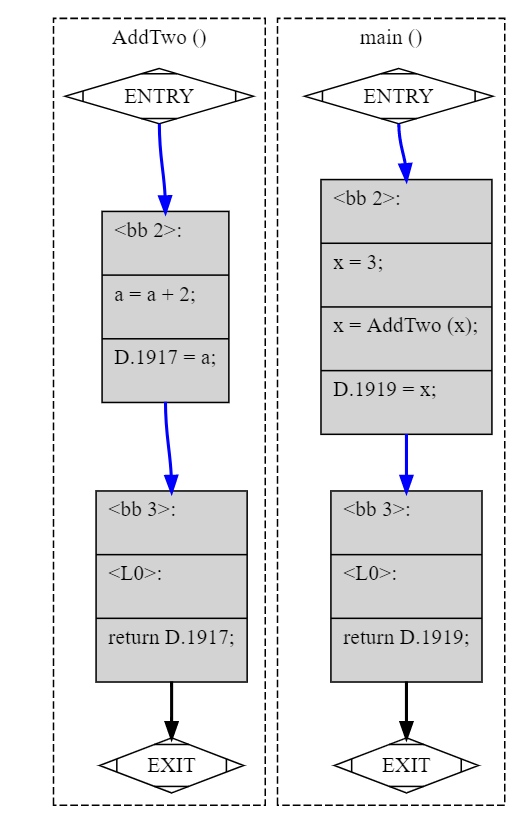 AddTwo ()
ENTRY
<bb 2>:
a = a + 2;
D.1917 = a;
<bb 3>:
<L0>:
return D.1917;
EXIT
main ()
ENTRY
<bb 2>:
x = 3;
x = AddTwo (x);
D.1919 = x;
<bb 3>:
<L0>:
return D.1919;
EXIT